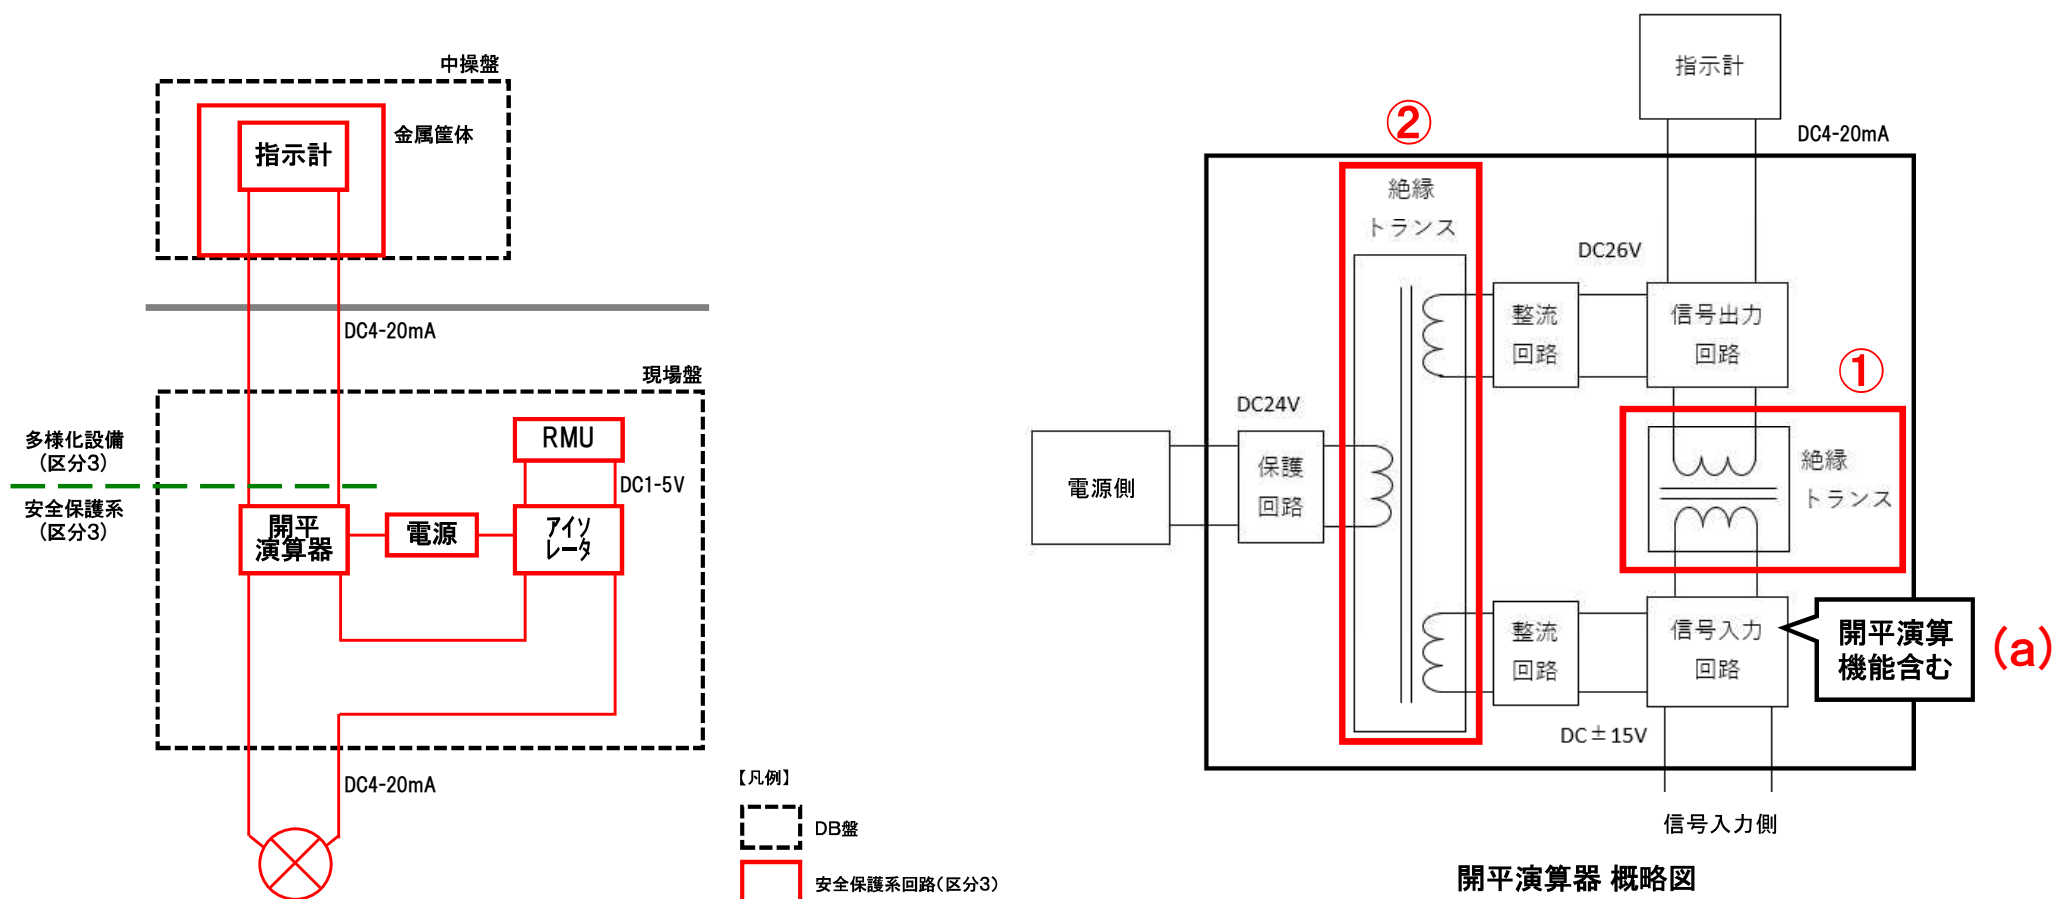 中操盤
金属筐体
指示計
DC4-20mA
現場盤
多様化設備
(区分3)
安全保護系
(区分3)
RMU
DC1-5V
開平
演算器
電源
アイソ
レータ
DC4-20mA
【凡例】
DB盤
安全保護系回路(区分3)
指示計
DC4-20mA
②
絶縁
トランス
DC26V
整流
回路
信号出力
回路
①
DC24V
電源側
保護
回路
絶縁
トランス
整流
回路
信号入力
回路
開平演算
機能含む
(a)
DC±15V
信号入力側
開平演算器 概略図